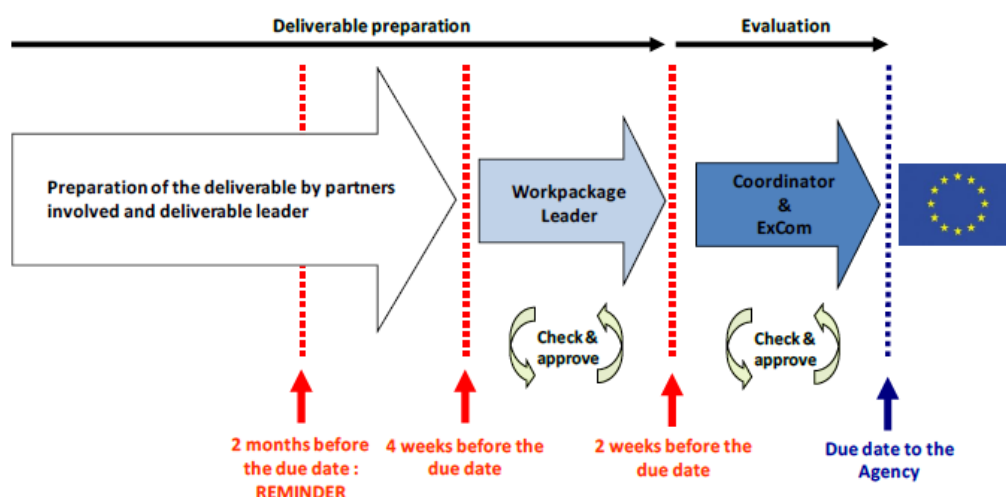 Deliverable preparation
Evaluation
Preparation of the deliverable by partners
involved and deliverable leader
Workpackage
Leader
Coordinator
&
ExCom
Check &
approve
Check &
approve
2 months before
the due date :
REMINDER
4 weeks before the
due date
2 weeks before the
due date
Due date to the
Agency